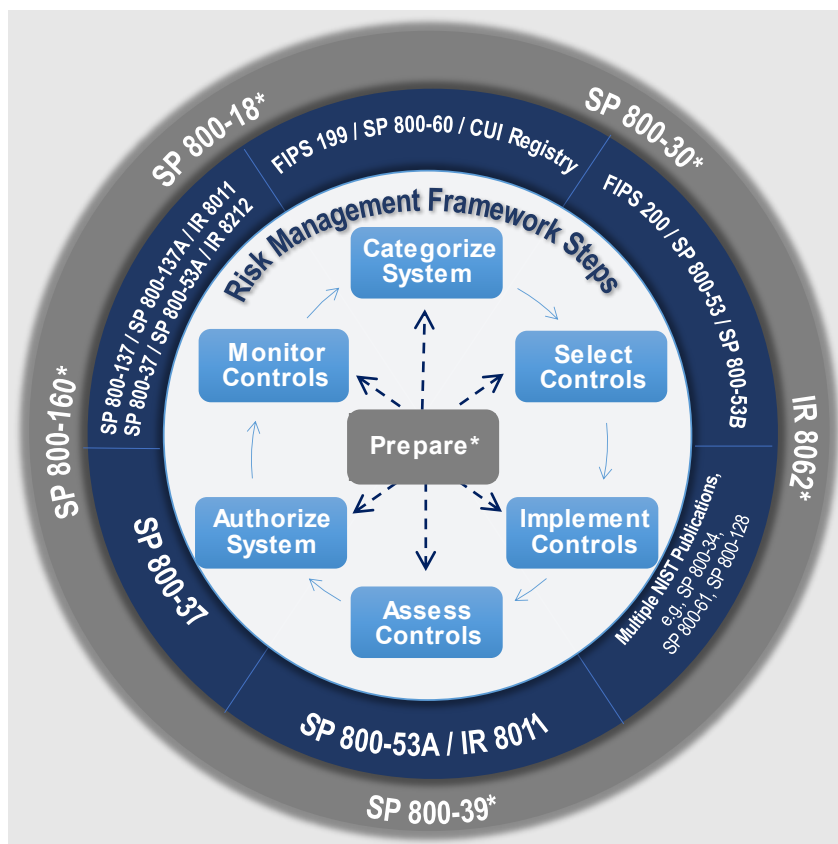 SP 800-18*
SP 800-30*
IR 8062*
SP 800-39*
SP 800-160*
FIPS 199 / SP 800-60 / CUI Registry
FIPS 200 / SP 800-53 / SP 800-53B
Multiple NIST Publications,
e.g., SP 800-34,
SP 800-61, SP 800-128
SP 800-53A / IR 8011
SP 800-37
SP 800-137 / SP 800-137A / IR 8011
SP 800-37 / SP 800-53A / IR 8212
Risk Management Framework Steps
Categorize
System
Select
Controls
Implement
Controls
Assess
Controls
Authorize
System
Monitor
Controls
Prepare*